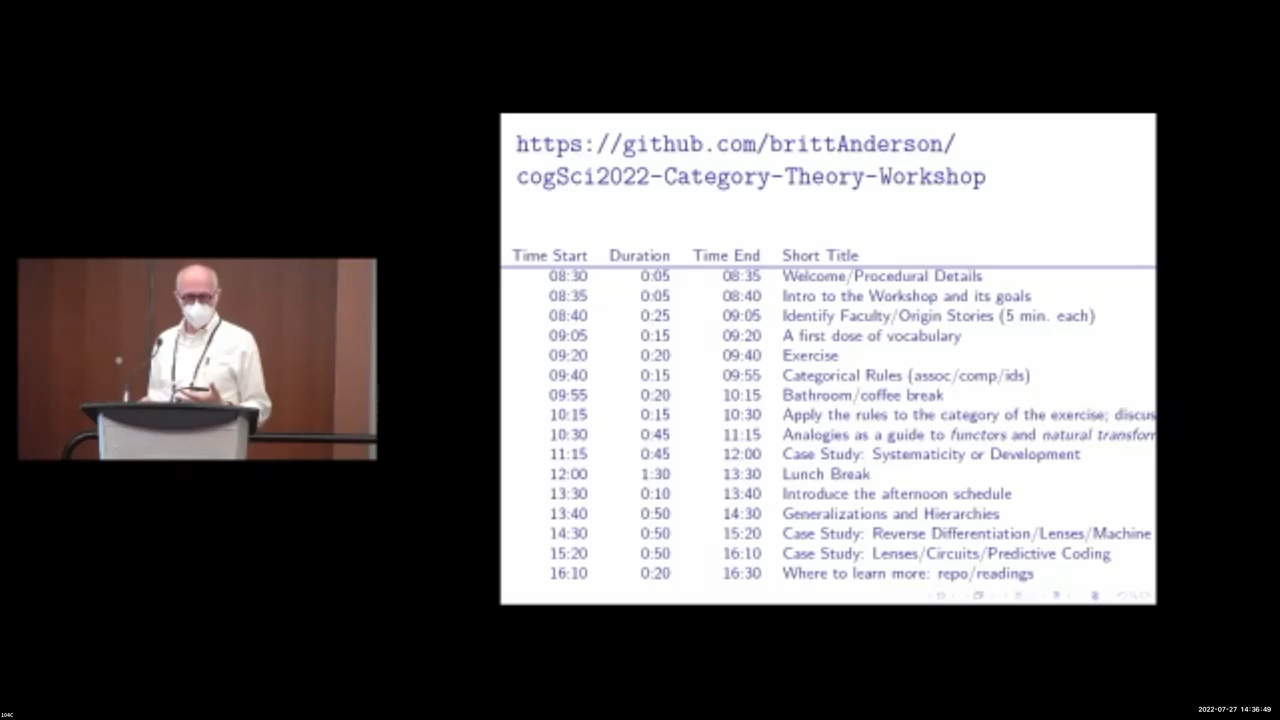 https://github.com/brittAnderson/
cogSci2022-Category-Theory-Workshop
Time Start Duration Time End Short Title
08:30 0:05 08:35 Welcome/Procedural Details
08:35 0:05 08:40 Intro to the Workshop and its goals
08:40 0:25 09:05 Identify Faculty/Origin Stories (5 min. each)
09:05 0:15 09:20 A first dose of vocabulary
09:20 0:20 09:40 Exercise
09:40 0:15 09:55 Categorical Rules (assoc/comp/ids)
09:55 0:20 10:15 Bathroom/coffee break
10:15 0:15 10:30 Apply the rules to the category of the exercise; discus
10:30 0:45 11:15 Analogies as a guide to functors and natural transfor
11:15 0:45 12:00 Case Study: Systematicity or Development
12:00 1:30 13:30 Lunch Break
13:30 0:10 13:40 Introduce the afternoon schedule
13:40 0:50 14:30 Generalizations and Hierarchies
14:30 0:50 15:20 Case Study: Reverse Differentiation/Lenses/Machine
15:20 0:50 16:10 Case Study: Lenses/Circuits/Predictive Coding
16:10 0:20 16:30 Where to learn more: repo/readings
104C
2022-07-27 14:36:49